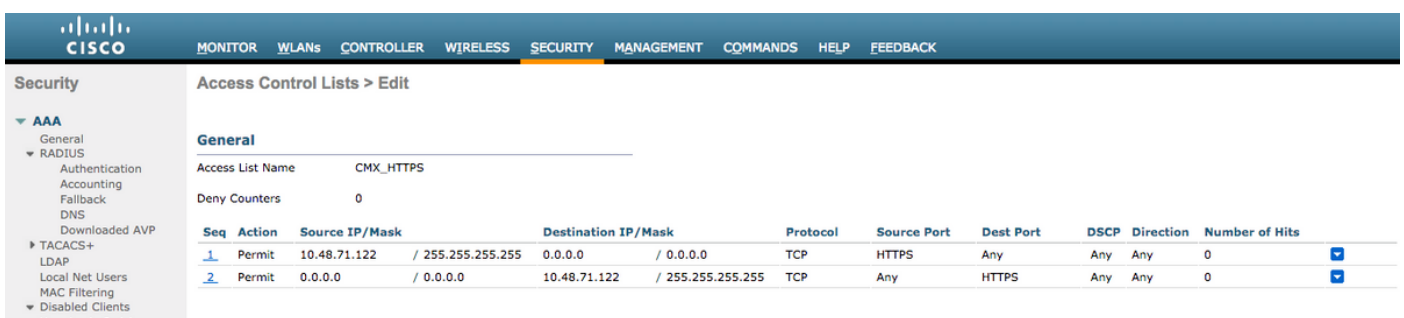 CISCO
MONITOR WLANs CONTROLLER WIRELESS SECURITY MANAGEMENT COMMANDS HELP FEEDBACK
Security
AAA
General
RADIUS
Authentication
Accounting
Fallback
DNS
Downloaded AVP
TACACS+
LDAP
Local Net Users
MAC Filtering
Disabled Clients
Access Control Lists > Edit
General
Access List Name CMX_HTTPS
Deny Counters 0
Seq Action Source IP/Mask Destination IP/Mask Protocol Source Port Dest Port DSCP Direction Number of Hits
1 Permit 10.48.71.122 / 255.255.255.255 0.0.0.0 / 0.0.0.0 TCP HTTPS Any Any Any 0
2 Permit 0.0.0.0 / 0.0.0.0 10.48.71.122 / 255.255.255.255 TCP Any HTTPS Any Any 0